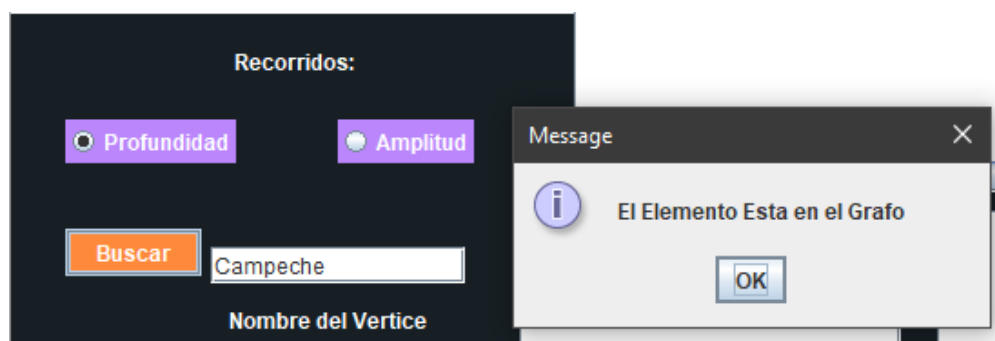 Recorridos:
Profundidad
Amplitud
Buscar
Campeche
Nombre del Vertice
Message
El Elemento Esta en el Grafo
OK